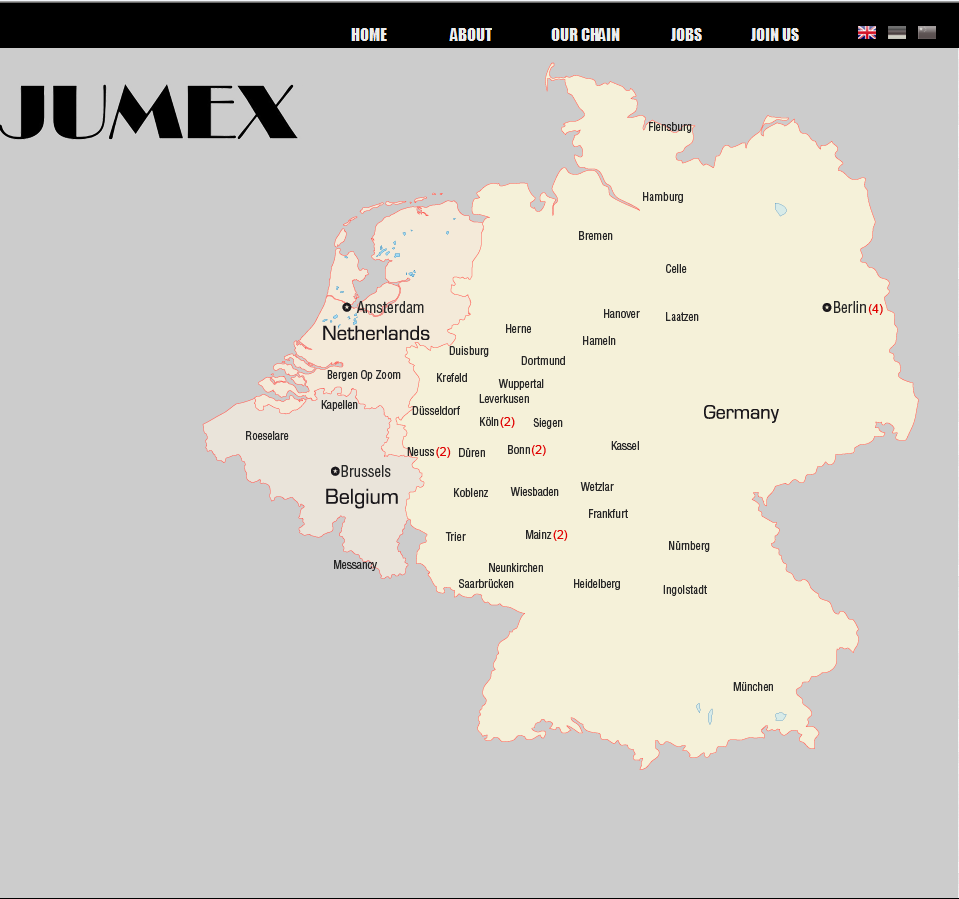 HOME ABOUT OUR CHAIN JOBS JOIN US
JUMEX
Flensburg
Hamburg
Bremen
Celle
Amsterdam
Berlin (4)
Hanover
Laatzen
Netherlands
Herne
Hameln
Duisburg
Dortmund
Bergen Op Zoom
Krefeld
Wuppertal
Leverkusen
Kapellen
Düsseldorf
Germany
Köln (2)
Siegen
Roeselare
Kassel
Neuss (2)
Düren
Bonn (2)
Brussels
Belgium
Koblenz
Wiesbaden
Wetzlar
Frankfurt
Trier
Mainz (2)
Nürnberg
Messancy
Neunkirchen
Saarbrücken
Heidelberg
Ingolstadt
München